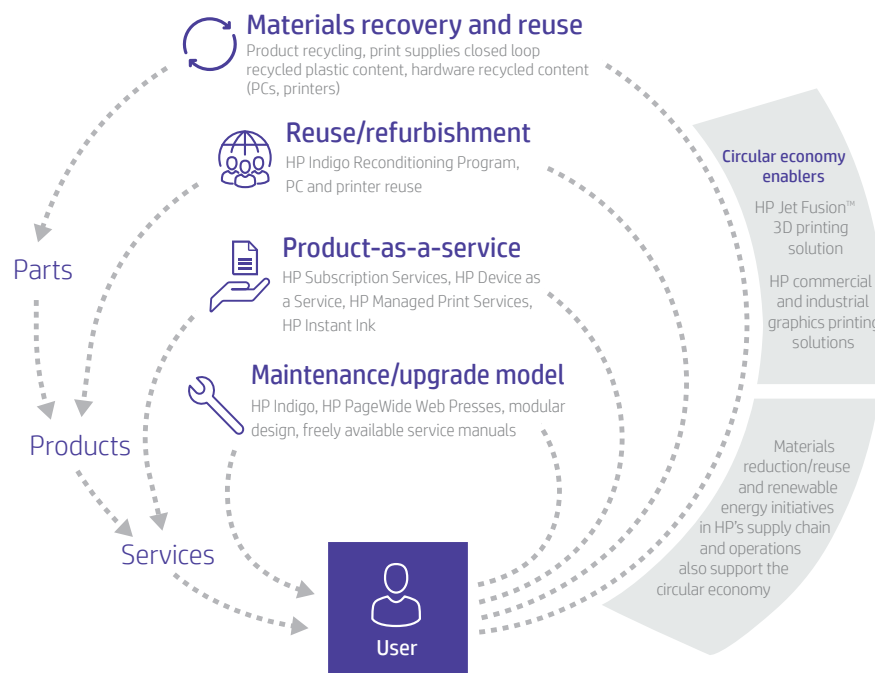 Materials recovery and reuse
Product recycling, print supplies closed loop
recycled plastic content, hardware recycled content
(PCs, printers)
Reuse/refurbishment
HP Indigo Reconditioning Program,
PC and printer reuse
Product-as-a-service
HP Subscription Services, HP Device as
a Service, HP Managed Print Services,
HP Instant Ink
Maintenance/upgrade model
HP Indigo, HP PageWide Web Presses, modular
design, freely available service manuals
Parts
Products
Services
User
Circular economy
enablers
HP Jet Fusion™
3D printing
solution
HP commercial
and industrial
graphics printing
solutions
Materials
reduction/reuse
and renewable
energy initiatives
in HP's supply chain
and operations
also support the
circular economy